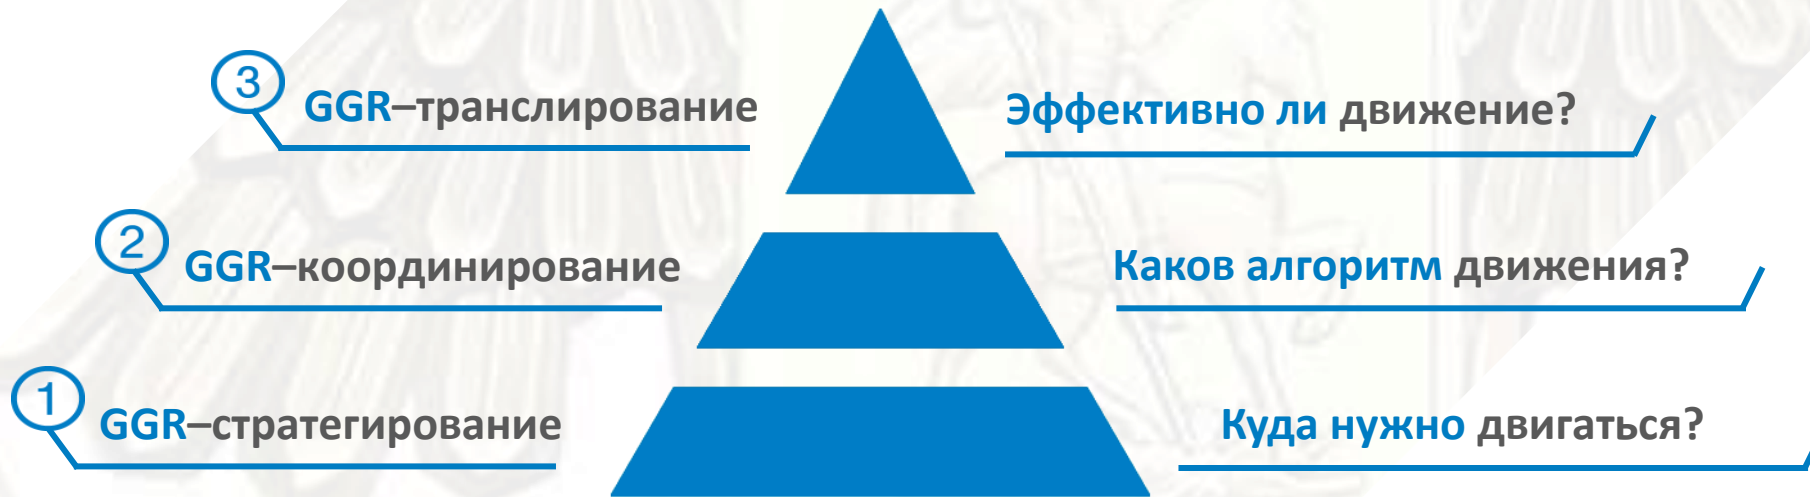 3
GGR–транслирование
Эффективно ли движение?
2
GGR–координирование
Каков алгоритм движения?
1
GGR–стратегирование
Куда нужно двигаться?